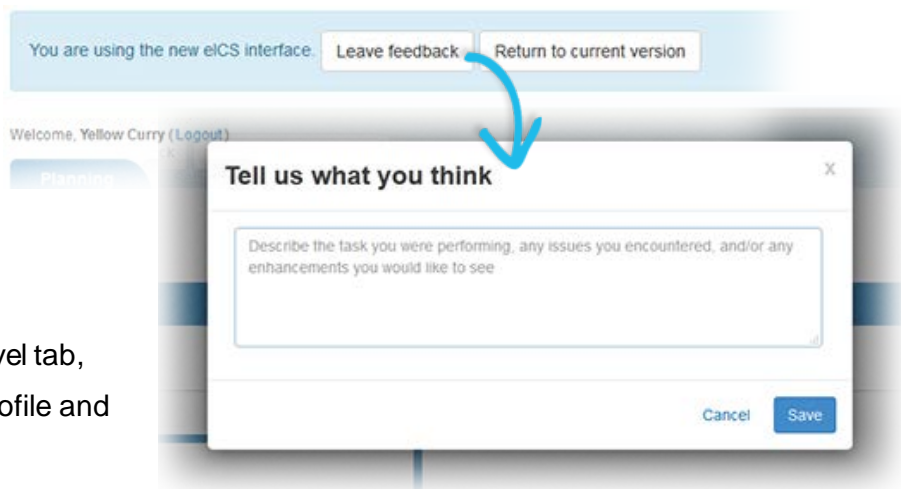 You are using the new eICS interface. Leave feedback Return to current version
Welcome, Yellow Curry (Logout)
Planning
Tell us what you think x
Describe the task you were performing, any issues you encountered, and/or any
enhancements you would like to see
vel tab,
ofile and
Cancel Save